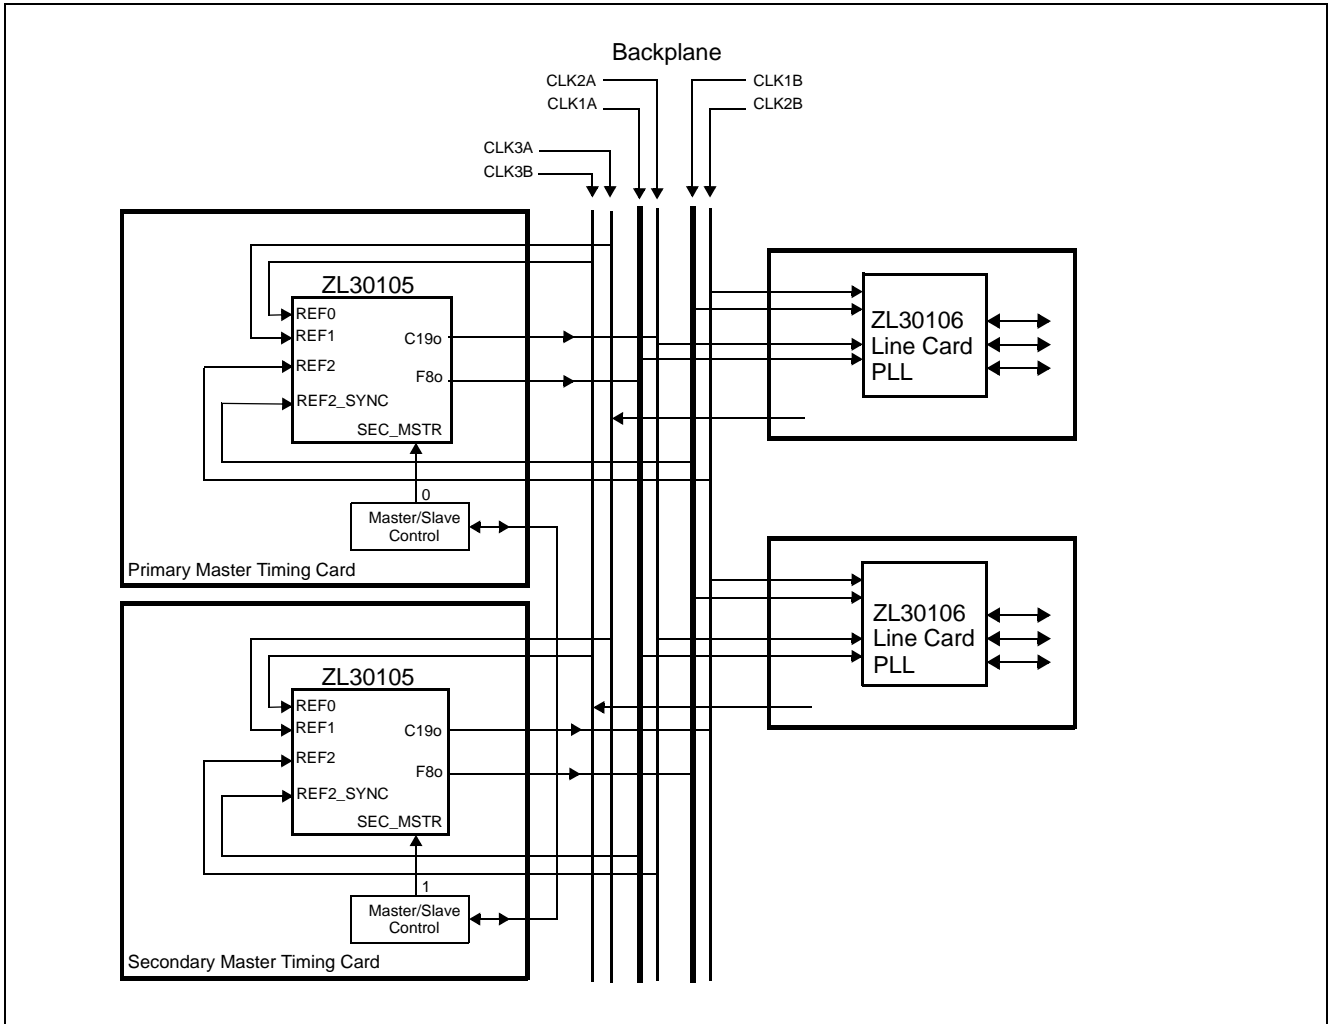 Backplane
CLK2A
CLK1B
CLK1A
CLK2B
CLK3A
CLK3B
ZL30105
REF0
REF1
C19o
REF2
F8o
REF2_SYNC
SEC_MSTR
0
Master/Slave
Control
Primary Master Timing Card
ZL30106
Line Card
PLL
ZL30105
REF0
REF1
C19o
REF2
F8o
REF2_SYNC
SEC_MSTR
1
Master/Slave
Control
Secondary Master Timing Card
ZL30106
Line Card
PLL